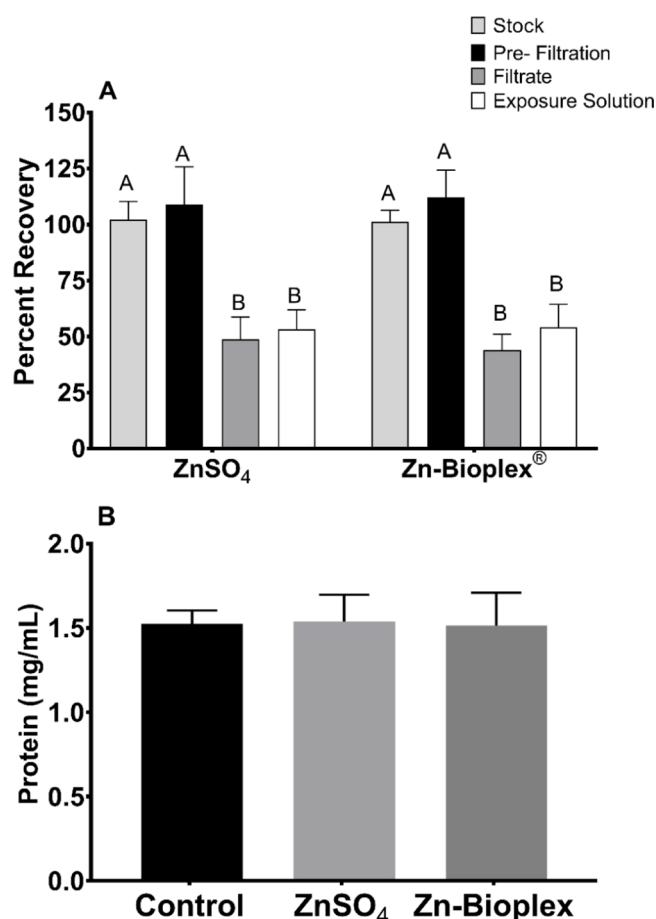 Stock
Pre- Filtration
Filtrate
Exposure Solution
A
150
125
100
75
50
25
0
Percent Recovery
A
A
B
B
A
A
B
B
ZnSO₄
Zn-Bioplex®
B
2.0
1.5
1.0
0.5
0.0
Protein (mg/mL)
Control
ZnSO₄
Zn-Bioplex